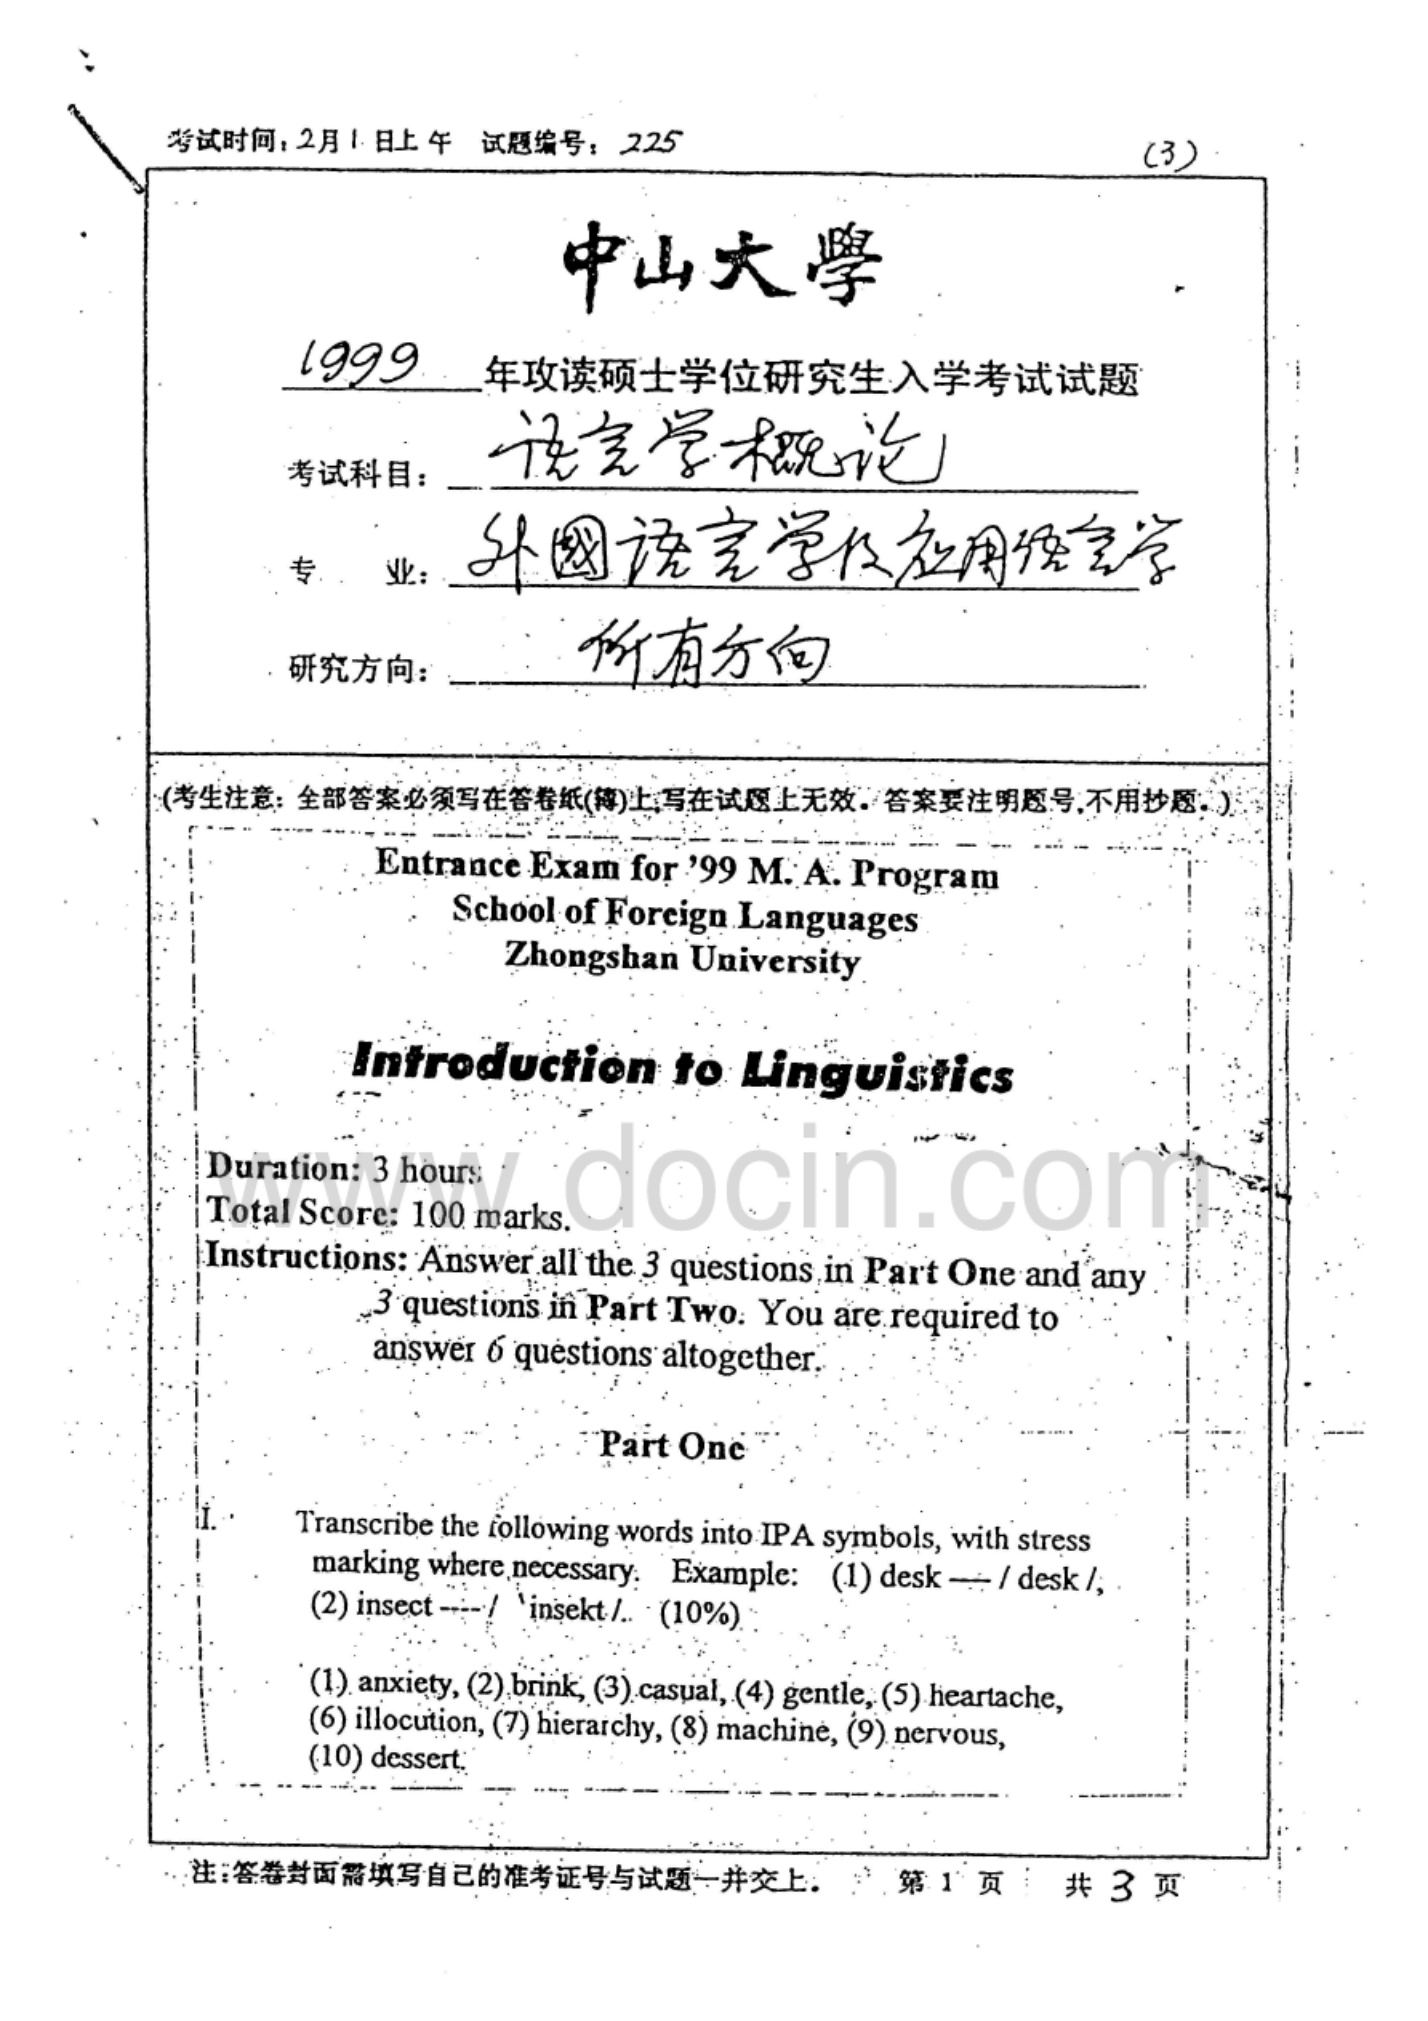 考试时间:2月1日上午 试题编号:225
(3)
中山大學
1999年攻读硕士学位研究生入学考试试题
考试科目:语言学概论
专 业:外國语言学及应用语言学
研究方向:所有方向
(考生注意:全部答案必须写在答卷纸(簿)上,写在试题上无效.答案要注明题号,不用抄题.)
Entrance Exam for '99 M. A. Program
School of Foreign Languages
Zhongshan University
Introduction to Linguistics
www.docin.com
Duration: 3 hours
Total Score: 100 marks.
Instructions: Answer all the 3 questions in Part One and any
3 questions in Part Two. You are required to
answer 6 questions altogether.
Part One
I. Transcribe the following words into IPA symbols, with stress
marking where necessary. Example: (1) desk ---- / desk /,
(2) insect ---- / 'insekt /. (10%)
(1) anxiety, (2) brink, (3) casual, (4) gentle, (5) heartache,
(6) illocution, (7) hierarchy, (8) machine, (9) nervous,
(10) dessert.
注:答卷封面需填写自己的准考证号与试题一并交上. 第 1 页 共 3 页